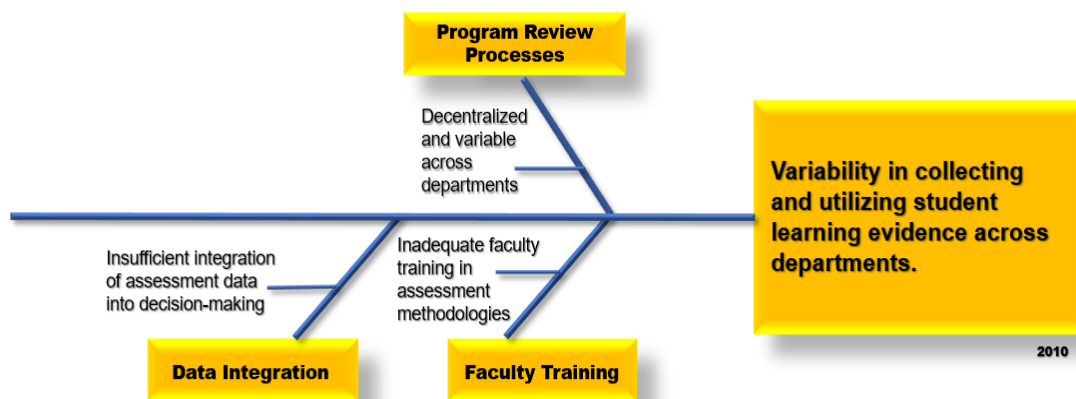 Program Review
Processes
Decentralized
and variable
across
departments
Variability in collecting
and utilizing student
learning evidence across
departments.
Insufficient integration
of assessment data
into decision-making
Inadequate faculty
training in
assessment
methodologies
2010
Data Integration
Faculty Training